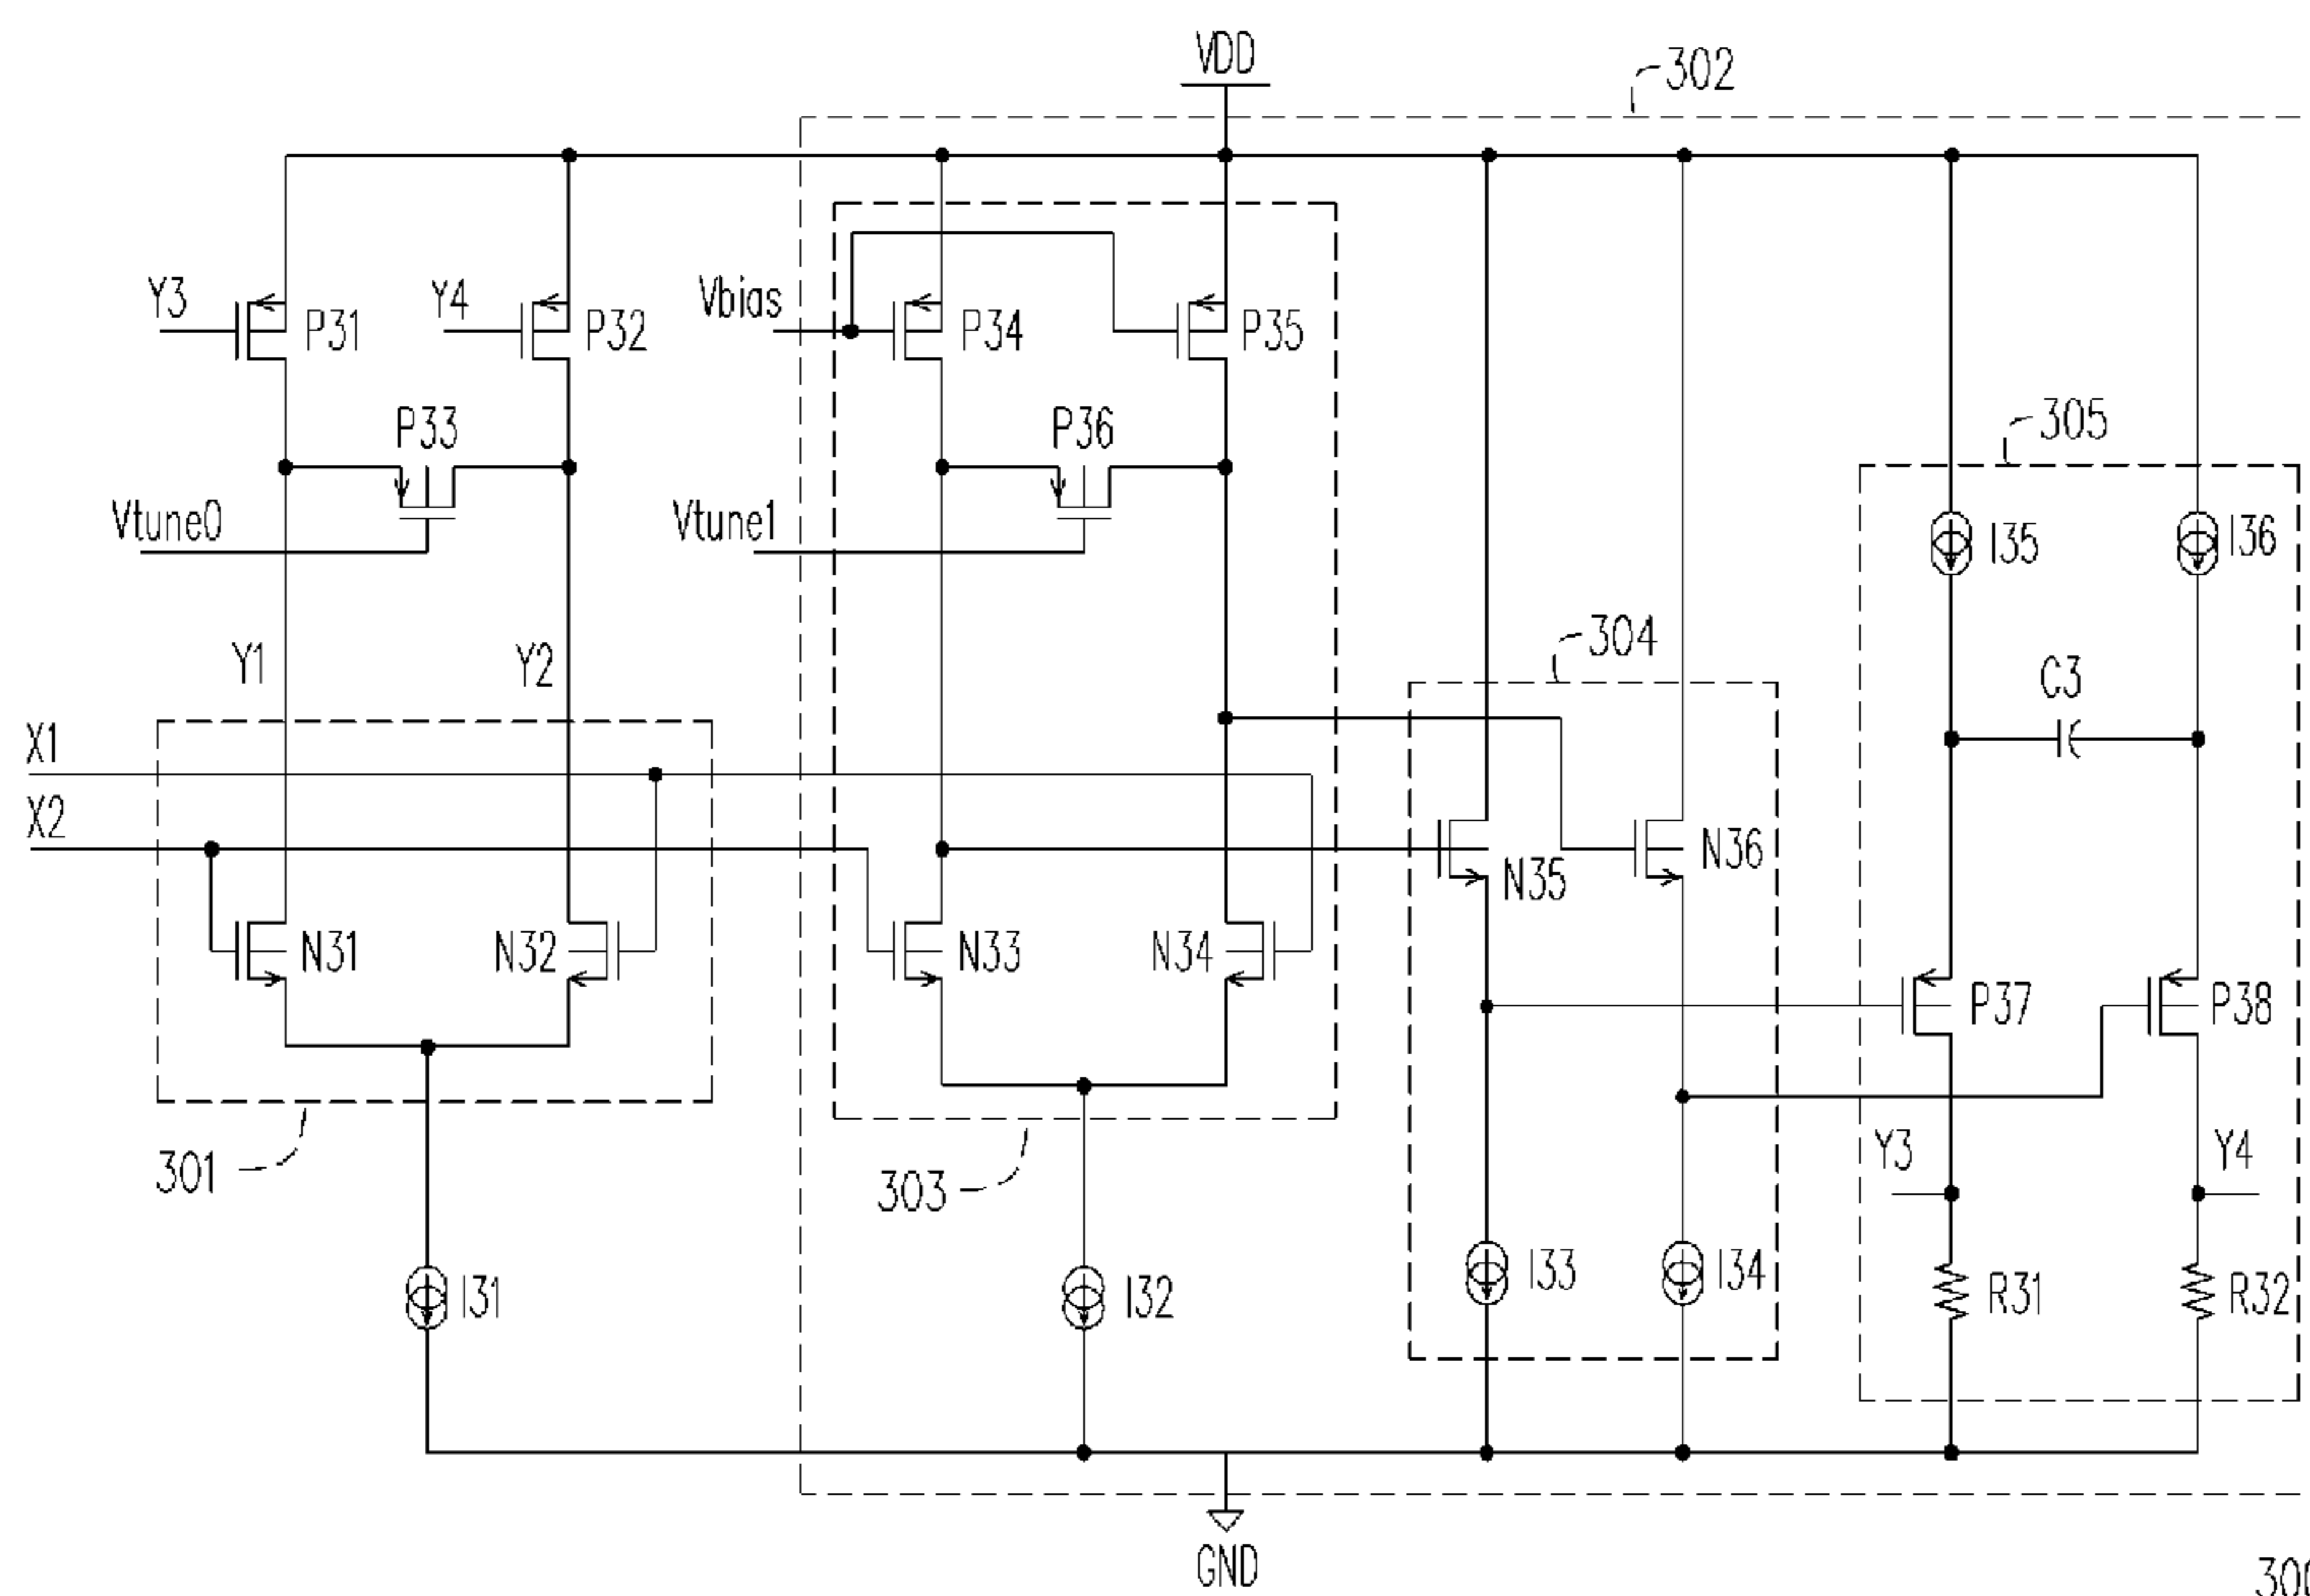 VDD
302
Y3
P31
Y4
P32
Vbias
P34
P35
P33
P36
305
Vtune0
Vtune1
I35
I36
304
Y1
Y2
C3
X1
X2
N35
N36
N31
N32
N33
N34
P37
P38
301
303
Y3
Y4
I31
I32
I33
I34
R31
R32
GND